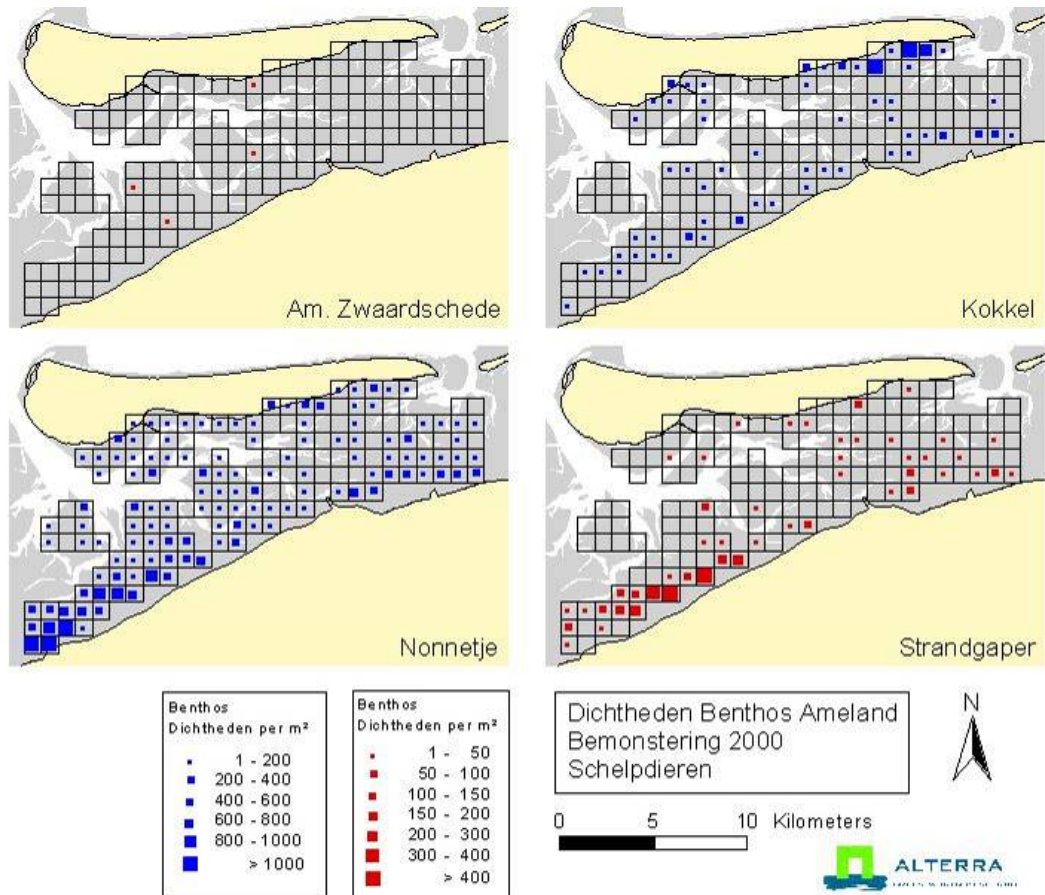 Am. Zwaardschede
Kokkel
Nonnetje
Strandgaper
Benthos
Dichtheden per m²
1 - 200
200 - 400
400 - 600
600 - 800
800 - 1000
> 1000
Benthos
Dichtheden per m²
1 - 50
50 - 100
100 - 150
150 - 200
200 - 300
300 - 400
> 400
Dichtheden Benthos Ameland
Bemonstering 2000
Schelpdieren
N
0 5 10 Kilometers
ALTERRA